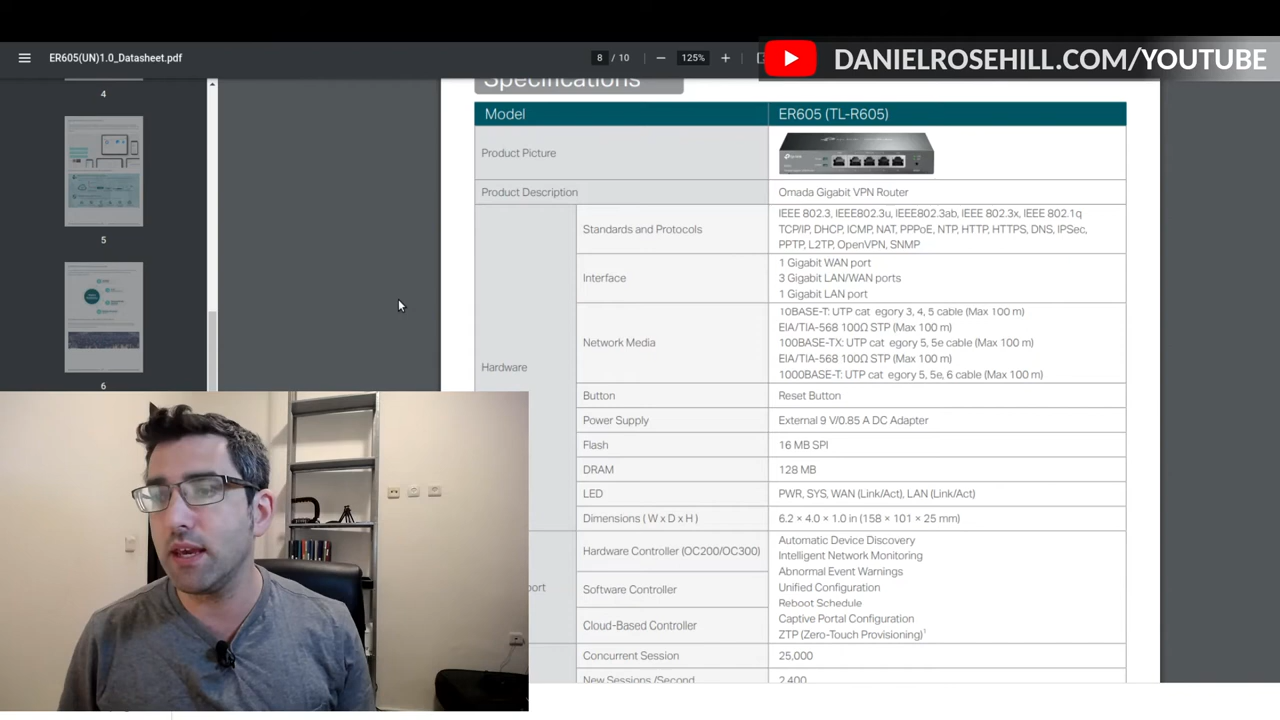 ER605(UN)1.0_Datasheet.pdf
8 / 10
125%
DANIELROSEHILL.COM/YOUTUBE
4
5
6
Specifications
Model
ER605 (TL-R605)
Product Picture
Product Description
Omada Gigabit VPN Router
Hardware
Standards and Protocols
IEEE 802.3, IEEE802.3u, IEEE802.3ab, IEEE 802.3x, IEEE 802.1q
TCP/IP, DHCP, ICMP, NAT, PPPoE, NTP, HTTP, HTTPS, DNS, IPSec,
PPTP, L2TP, OpenVPN, SNMP
Interface
1 Gigabit WAN port
3 Gigabit LAN/WAN ports
1 Gigabit LAN port
Network Media
10BASE-T: UTP cat egory 3, 4, 5 cable (Max 100 m)
EIA/TIA-568 100Ω STP (Max 100 m)
100BASE-TX: UTP cat egory 5, 5e cable (Max 100 m)
EIA/TIA-568 100Ω STP (Max 100 m)
1000BASE-T: UTP cat egory 5, 5e, 6 cable (Max 100 m)
Button
Reset Button
Power Supply
External 9 V/0.85 A DC Adapter
Flash
16 MB SPI
DRAM
128 MB
LED
PWR, SYS, WAN (Link/Act), LAN (Link/Act)
Dimensions ( W x D x H )
6.2 × 4.0 × 1.0 in (158 × 101 × 25 mm)
port
Hardware Controller (OC200/OC300)
Software Controller
Cloud-Based Controller
Automatic Device Discovery
Intelligent Network Monitoring
Abnormal Event Warnings
Unified Configuration
Reboot Schedule
Captive Portal Configuration
ZTP (Zero-Touch Provisioning)¹
Concurrent Session
25,000
New Sessions /Second
2,400